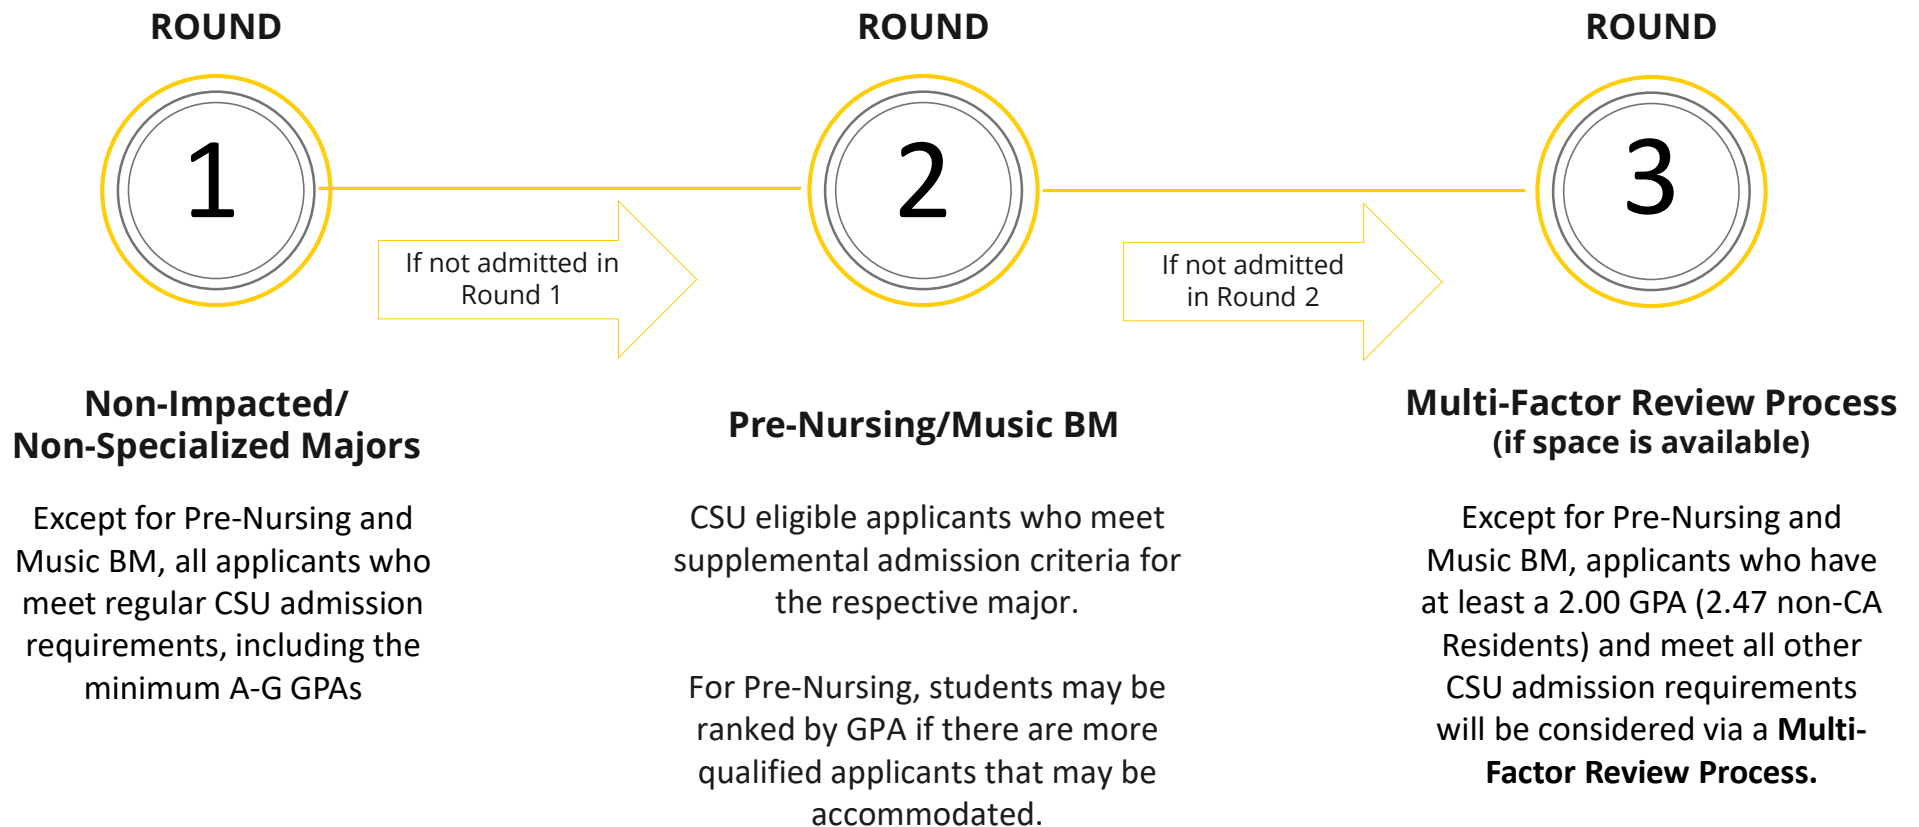 ROUND
1
If not admitted in
Round 1
Non-Impacted/
Non-Specialized Majors
Except for Pre-Nursing and
Music BM, all applicants who
meet regular CSU admission
requirements, including the
minimum A-G GPAs
ROUND
2
If not admitted
in Round 2
Pre-Nursing/Music BM
CSU eligible applicants who meet
supplemental admission criteria for
the respective major.
For Pre-Nursing, students may be
ranked by GPA if there are more
qualified applicants that may be
accommodated.
ROUND
3
Multi-Factor Review Process
(if space is available)
Except for Pre-Nursing and
Music BM, applicants who have
at least a 2.00 GPA (2.47 non-CA
Residents) and meet all other
CSU admission requirements
will be considered via a Multi-
Factor Review Process.